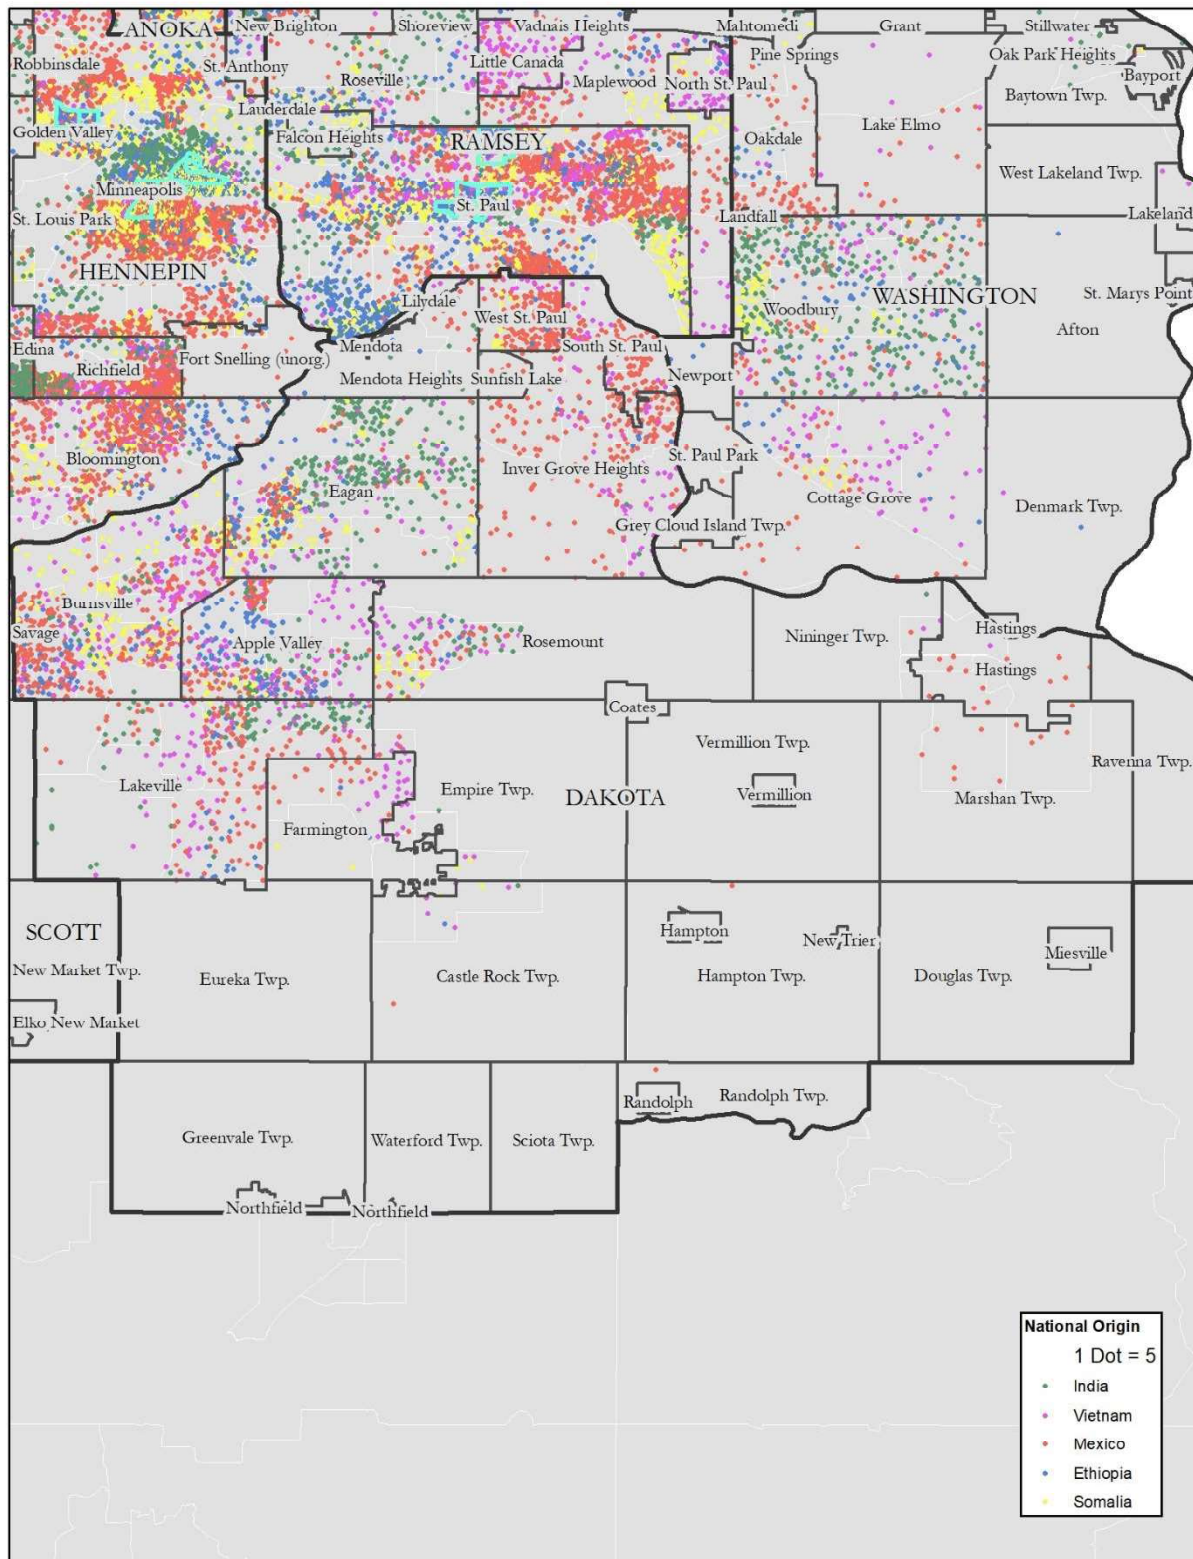 ANOKA
New Brighton
Shoreview
Vadnais Heights
Mahtomedi
Grant
Stillwater
Robbinsdale
St. Anthony
Roseville
Little Canada
Maplewood
North St. Paul
Pine Springs
Oak Park Heights
Bayport
Baytown Twp.
Lauderdale
Golden Valley
Falcon Heights
RAMSEY
Oakdale
Lake Elmo
West Lakeland Twp.
Minneapolis
St. Paul
St. Louis Park
Landfall
Lakeland
HENNEPIN
Lilydale
West St. Paul
Woodbury
WASHINGTON
St. Marys Point
Afton
Edina
Richfield
Fort Snelling (unorg.)
Mendota
South St. Paul
Mendota Heights
Sunfish Lake
Newport
Bloomington
Eagan
Inver Grove Heights
St. Paul Park
Cottage Grove
Grey Cloud Island Twp.
Denmark Twp.
Burnsville
Savage
Apple Valley
Rosemount
Nininger Twp.
Hastings
Hastings
Coates
Vermillion Twp.
Ravenna Twp.
Lakeville
Empire Twp.
DAKOTA
Vermillion
Marshan Twp.
Farmington
SCOTT
Hampton
New Trier
Miesville
New Market Twp.
Eureka Twp.
Castle Rock Twp.
Hampton Twp.
Douglas Twp.
Elko New Market
Randolph
Randolph Twp.
Greenvale Twp.
Waterford Twp.
Sciota Twp.
Northfield
Northfield
National Origin
1 Dot = 5
India
Vietnam
Mexico
Ethiopia
Somalia